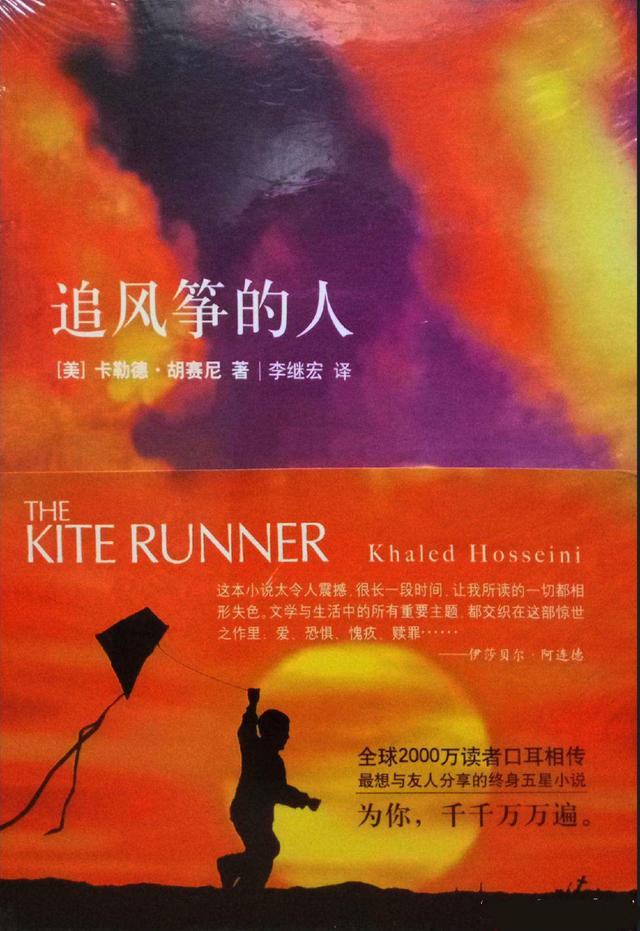 追风筝的人
[美] 卡勒德·胡赛尼 著|李继宏 译
THE
KITE RUNNER
Khaled Hosseini
这本小说太令人震撼，很长一段时间，让我所读的一切都相
形失色。文学与生活中的所有重要主题，都交织在这部惊世
之作里：爱、恐惧、愧疚、赎罪……
——伊莎贝尔·阿连德
全球2000万读者口耳相传
最想与友人分享的终身五星小说
为你，千千万万遍。